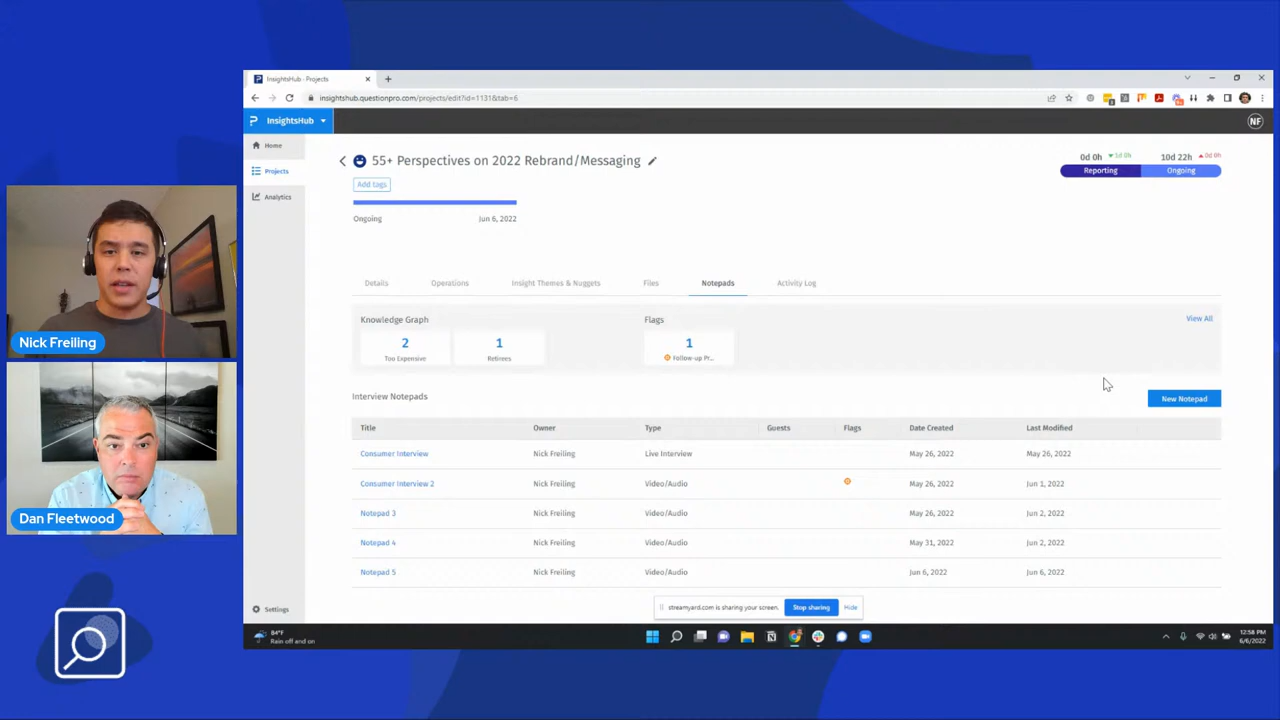 InsightsHub - Projects
insightshub.questionpro.com/projects/edit?id=1131&tab=6
InsightsHub
NF
Home
Projects
Analytics
Settings
55+ Perspectives on 2022 Rebrand/Messaging
Add tags
Ongoing Jun 6, 2022
0d 0h 5d 0h 10d 22h 0d 0h
Reporting Ongoing
Details Operations Insight Themes & Nuggets Files Notepads Activity Log
Knowledge Graph Flags View All
2 1 1
Too Expensive Retirees Follow-up Pr...
Interview Notepads New Notepad
Title Owner Type Guests Flags Date Created Last Modified
Consumer Interview Nick Freiling Live Interview May 26, 2022 May 26, 2022
Consumer Interview 2 Nick Freiling Video/Audio May 26, 2022 Jun 1, 2022
Notepad 3 Nick Freiling Video/Audio May 26, 2022 Jun 2, 2022
Notepad 4 Nick Freiling Video/Audio May 31, 2022 Jun 2, 2022
Notepad 5 Nick Freiling Video/Audio Jun 6, 2022 Jun 6, 2022
streamyard.com is sharing your screen. Stop sharing Hide
84°F
Rain off and on
12:58 PM
6/6/2022
Nick Freiling
Dan Fleetwood